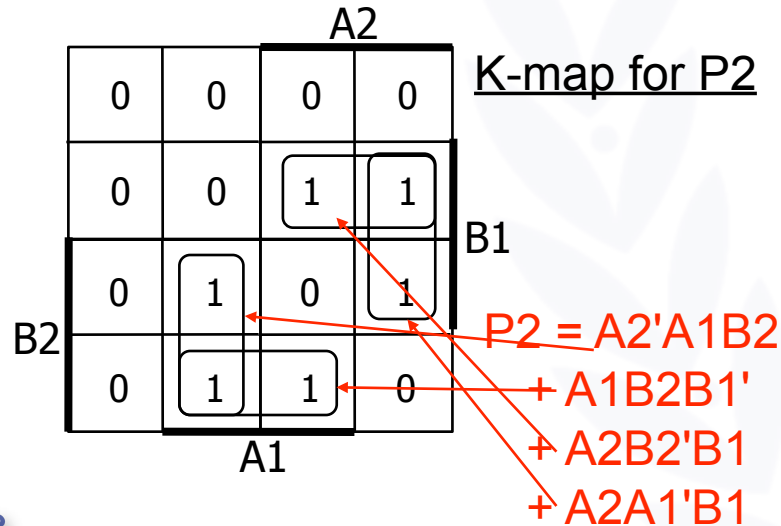 A2
K-map for P2
0 0 0 0
0 0 1 1
B1
0 1 0 1
B2
0 1 1 0
A1
P2 = A2'A1B2
+ A1B2B1'
+ A2B2'B1
+ A2A1'B1